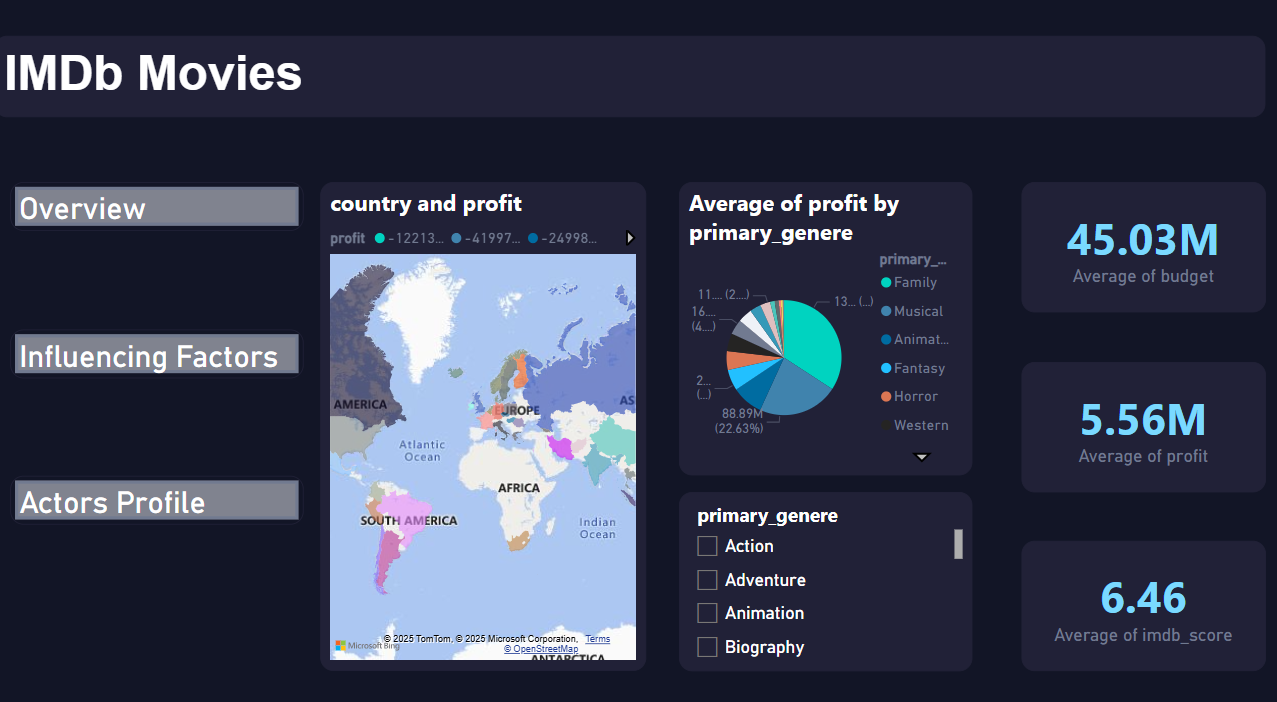 IMDb Movies
Overview
Influencing Factors
Actors Profile
country and profit
profit -12213... -41997... -24998...
AMERICA
EUROPE
AS
Atlantic
Ocean
AFRICA
SOUTH AMERICA
Indian
Ocean
© 2025 TomTom, © 2025 Microsoft Corporation, Terms
© OpenStreetMap
Microsoft Bing
ANTARCTICA
Average of profit by
primary_genere
primary_...
Family
Musical
Animat...
Fantasy
Horror
Western
11.... (2...)
13... (...)
16....
(4...)
2...
(...)
88.89M
(22.63%)
primary_genere
Action
Adventure
Animation
Biography
45.03M
Average of budget
5.56M
Average of profit
6.46
Average of imdb_score